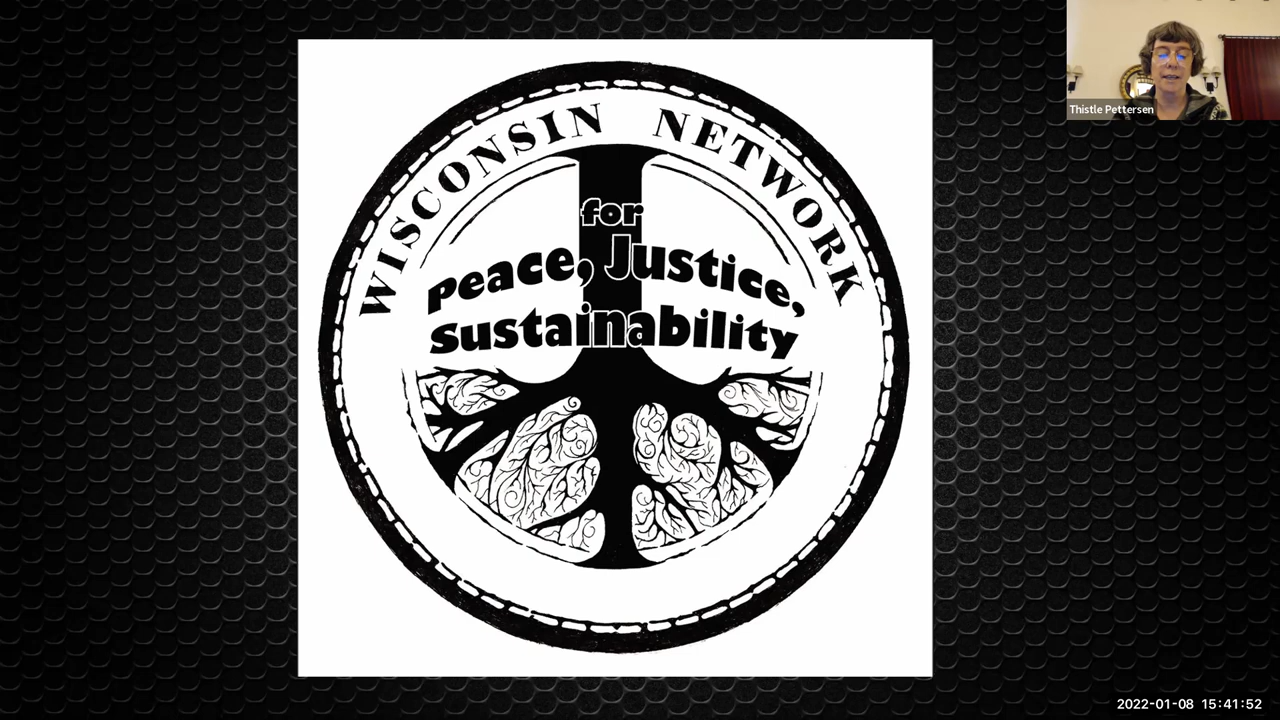 WISCONSIN NETWORK
for
Peace, Justice,
Sustainability
Thistle Pettersen
2022-01-08 15:41:52